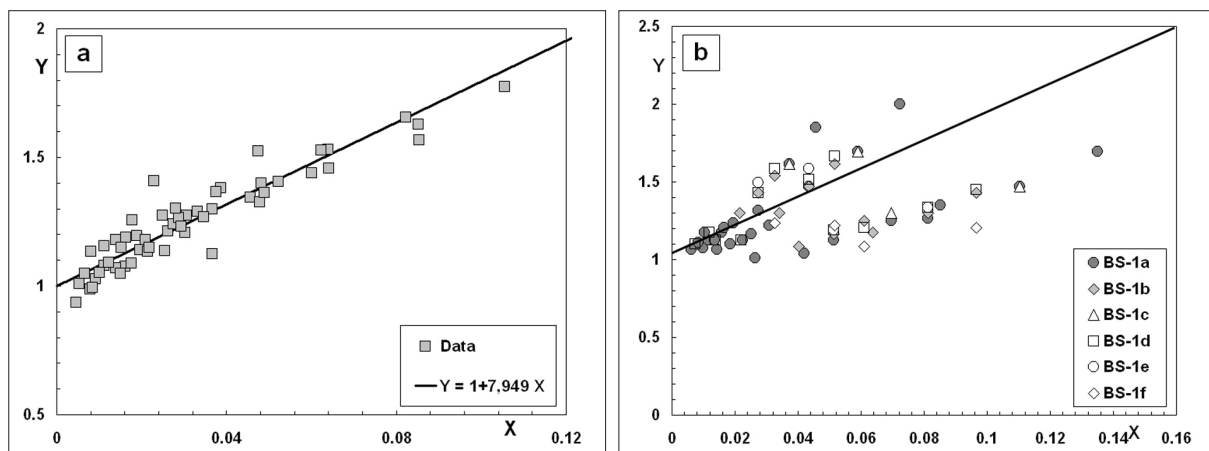 a
Y
2
1.5
1
0.5
0
0.04
0.08
0.12
X
Data
Y = 1+7,949 X
b
Y
2.5
2
1.5
1
0.5
0
0
0.02
0.04
0.06
0.08
0.1
0.12
0.14
0.16
X
BS-1a
BS-1b
BS-1c
BS-1d
BS-1e
BS-1f